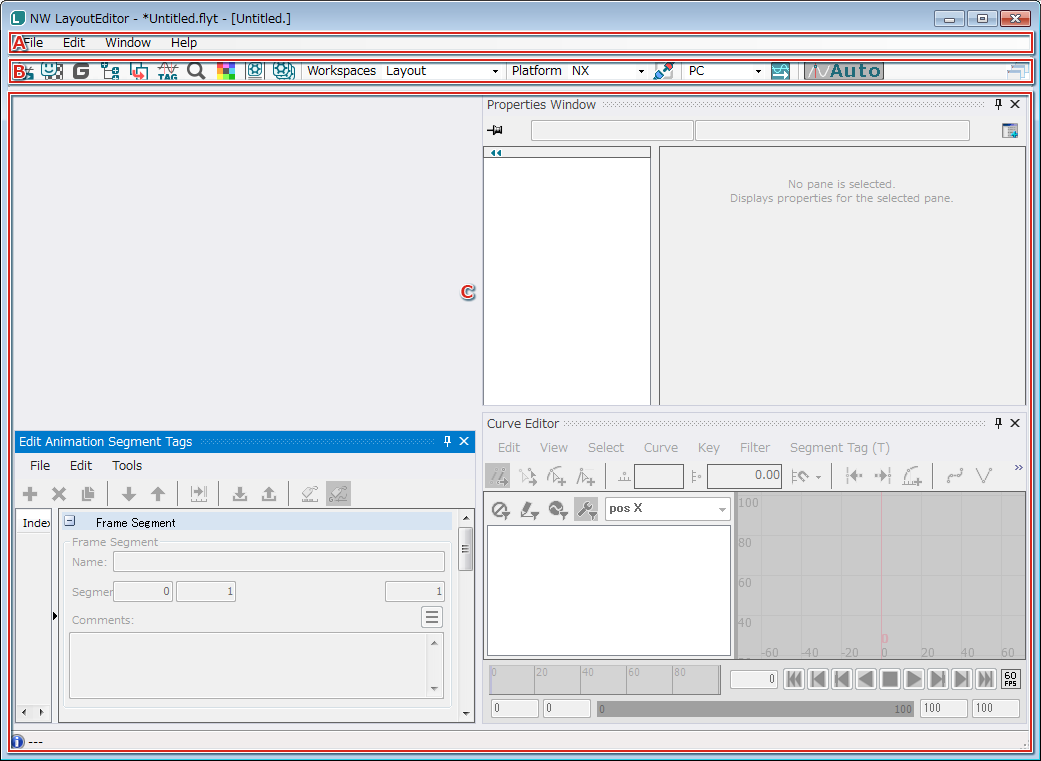 NW LayoutEditor - *Untitled.flyt - [Untitled.]
A File Edit Window Help
B G TAG Workspaces Layout Platform NX PC Auto
Properties Window
No pane is selected.
Displays properties for the selected pane.
C
Edit Animation Segment Tags
File Edit Tools
Index
Frame Segment
Frame Segment
Name:
Segmen 0 1 1
Comments:
Curve Editor
Edit View Select Curve Key Filter Segment Tag (T)
0.00
pos X
100
80
60
40
-60 -40 -20 0 20 40 60
0
0 20 40 60 80
0 60 FPS
0 0 0 100 100 100
---